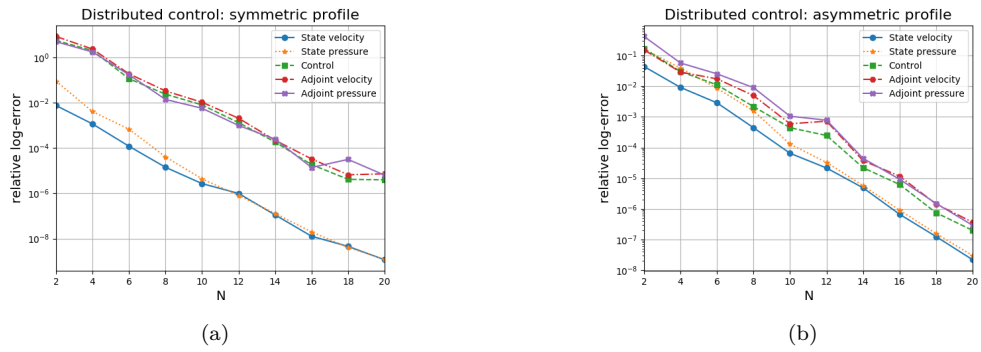 Distributed control: symmetric profile
State velocity
State pressure
Control
Adjoint velocity
Adjoint pressure
relative log-error
10⁰
10⁻²
10⁻⁴
10⁻⁶
10⁻⁸
2 4 6 8 10 12 14 16 18 20
N
(a)
Distributed control: asymmetric profile
State velocity
State pressure
Control
Adjoint velocity
Adjoint pressure
relative log-error
10⁻¹
10⁻²
10⁻³
10⁻⁴
10⁻⁵
10⁻⁶
10⁻⁷
10⁻⁸
2 4 6 8 10 12 14 16 18 20
N
(b)